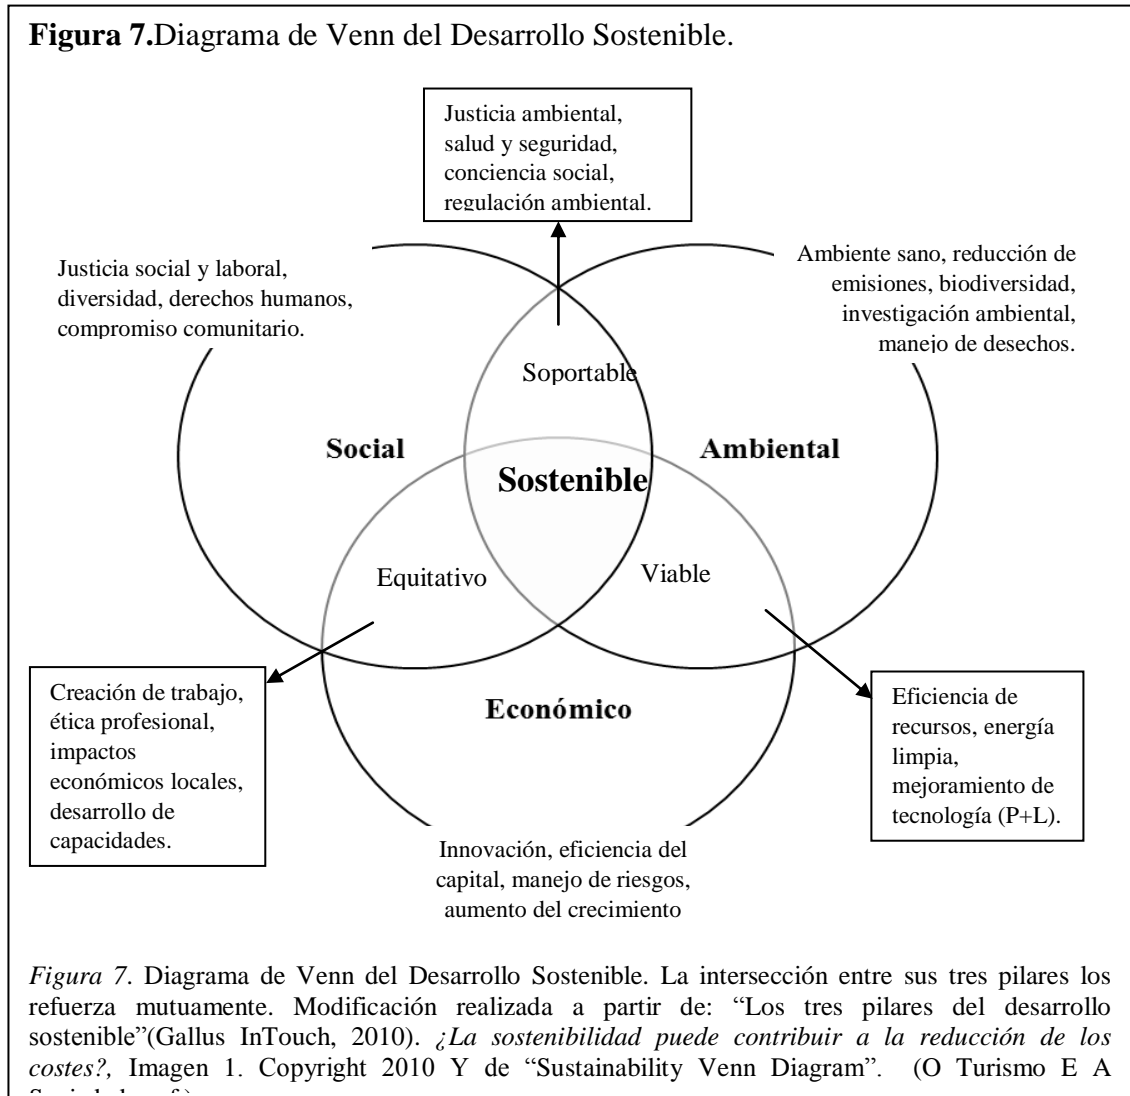 Figura 7.Diagrama de Venn del Desarrollo Sostenible.
Justicia ambiental,
salud y seguridad,
conciencia social,
regulación ambiental.
Justicia social y laboral,
diversidad, derechos humanos,
compromiso comunitario.
Ambiente sano, reducción de
emisiones, biodiversidad,
investigación ambiental,
manejo de desechos.
Soportable
Social
Ambiental
Sostenible
Equitativo
Viable
Creación de trabajo,
ética profesional,
impactos
económicos locales,
desarrollo de
capacidades.
Económico
Eficiencia de
recursos, energía
limpia,
mejoramiento de
tecnología (P+L).
Innovación, eficiencia del
capital, manejo de riesgos,
aumento del crecimiento
Figura 7. Diagrama de Venn del Desarrollo Sostenible. La intersección entre sus tres pilares los
refuerza mutuamente. Modificación realizada a partir de: “Los tres pilares del desarrollo
sostenible”(Gallus InTouch, 2010). ¿La sostenibilidad puede contribuir a la reducción de los
costes?, Imagen 1. Copyright 2010 Y de “Sustainability Venn Diagram”. (O Turismo E A